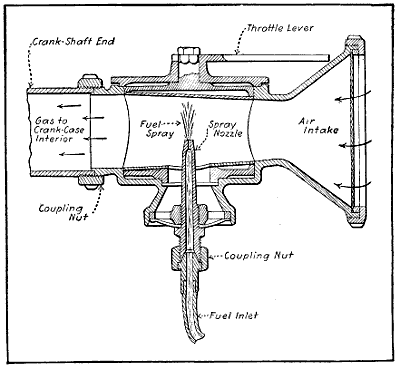 Crank-Shaft End
Throttle Lever
Gas to
Crank-Case
Interior
Fuel
Spray
Spray
Nozzle
Air
Intake
Coupling
Nut
Coupling Nut
Fuel Inlet